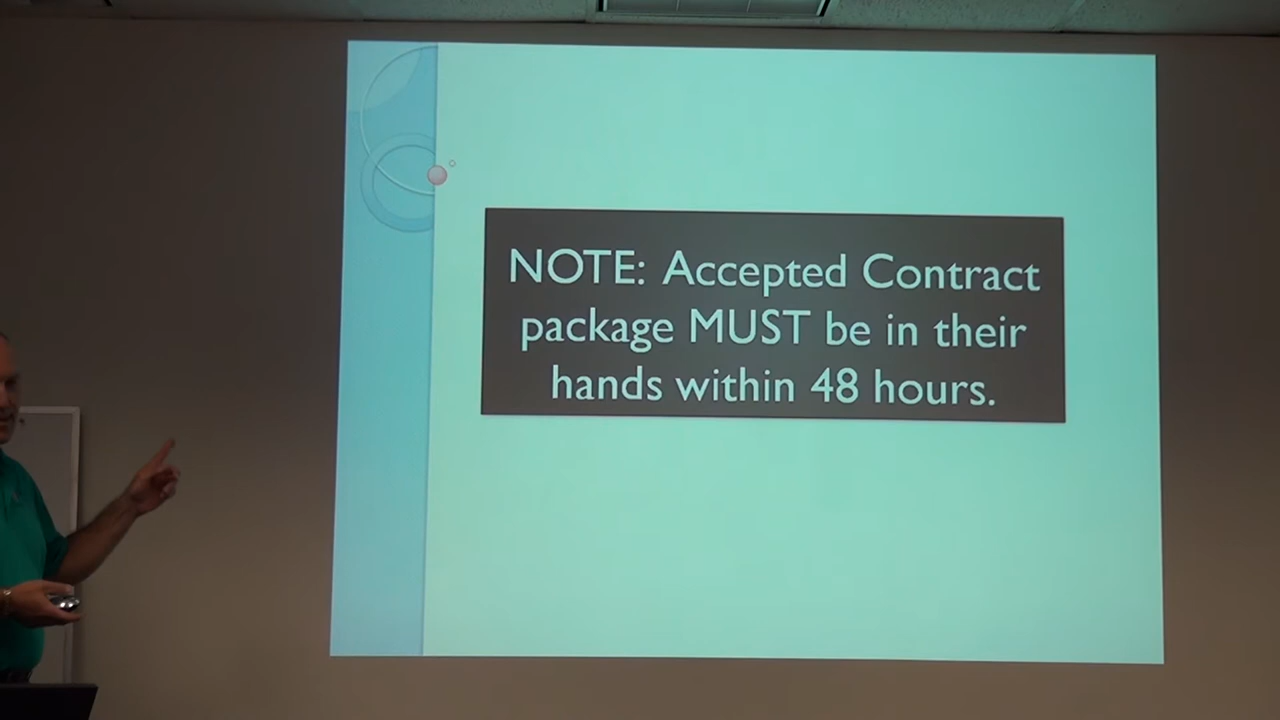 NOTE: Accepted Contract
package MUST be in their
hands within 48 hours.